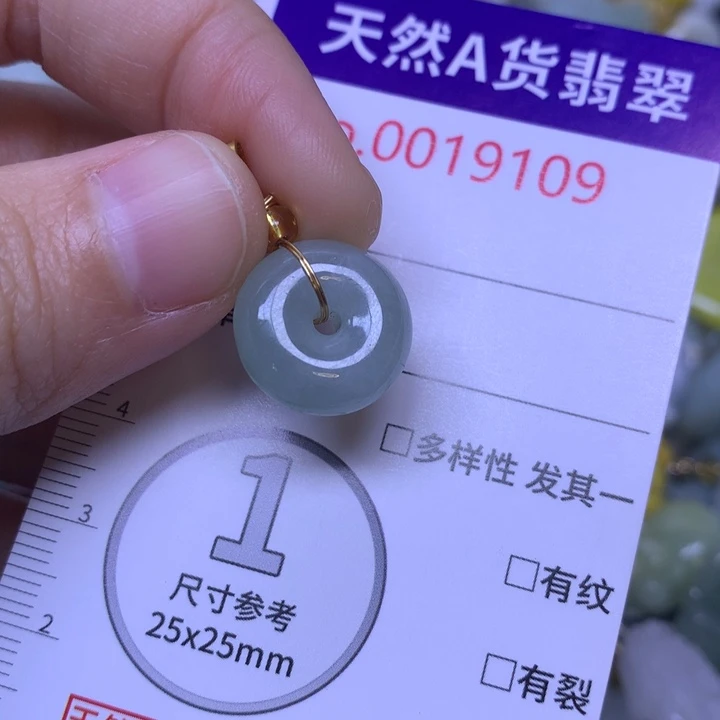 天然A货翡翠
.0019109
4
□多样性 发其一
1
3
尺寸参考
25x25mm
□有纹
2
□有裂